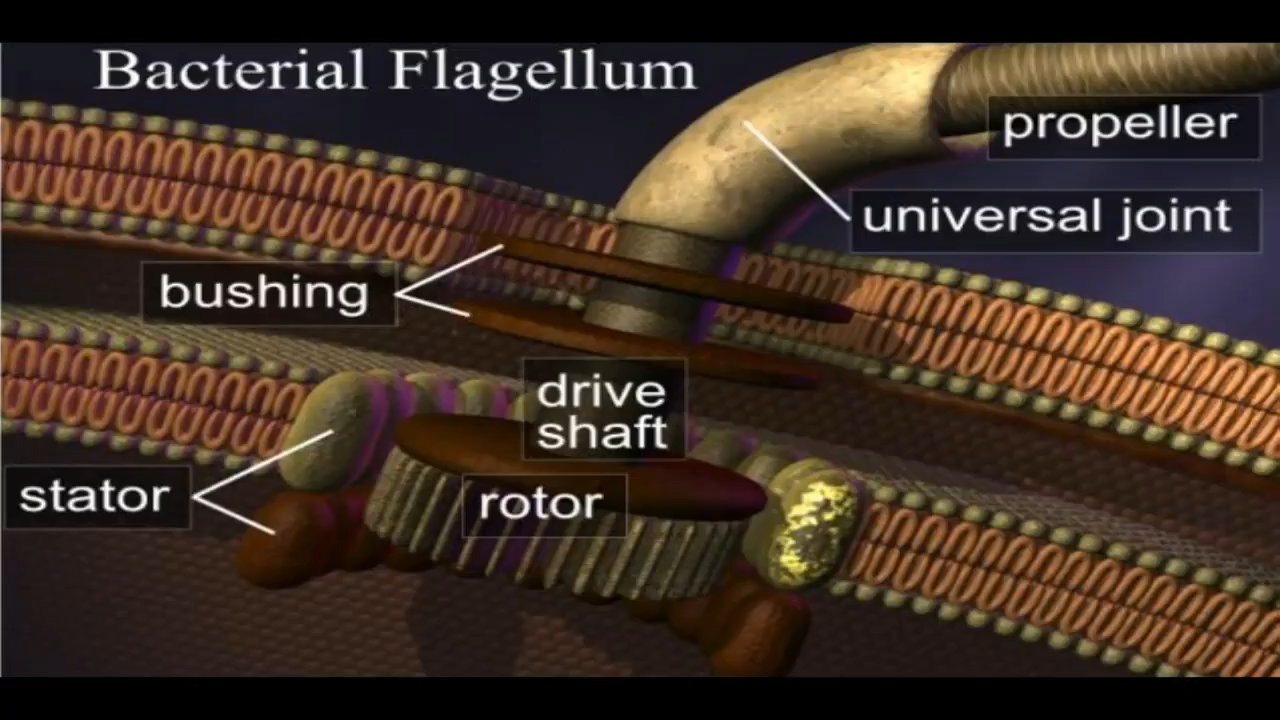 Bacterial Flagellum
propeller
universal joint
bushing
drive
shaft
stator
rotor